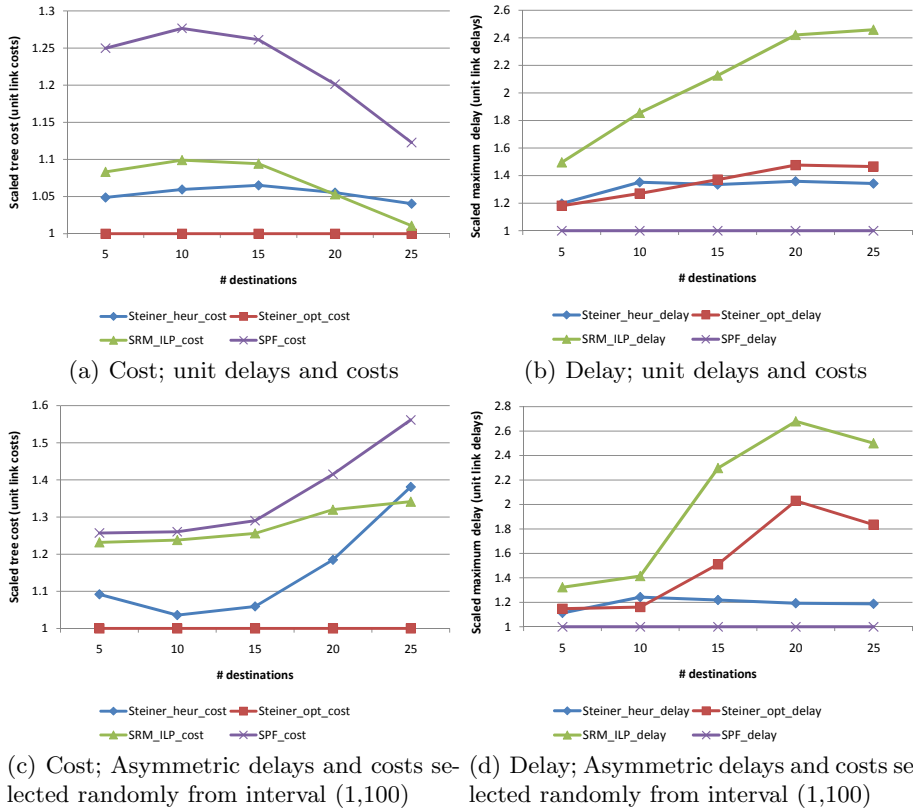 Scaled tree cost (unit link costs)
1.3
1.25
1.2
1.15
1.1
1.05
1
5 10 15 20 25
# destinations
Steiner_heur_cost Steiner_opt_cost
SRM_ILP_cost SPF_cost
(a) Cost; unit delays and costs
Scaled maximum delay (unit link delays)
2.6
2.4
2.2
2
1.8
1.6
1.4
1.2
1
5 10 15 20 25
# destinations
Steiner_heur_delay Steiner_opt_delay
SRM_ILP_delay SPF_delay
(b) Delay; unit delays and costs
Scaled tree cost (unit link costs)
1.6
1.5
1.4
1.3
1.2
1.1
1
5 10 15 20 25
# destinations
Steiner_heur_cost Steiner_opt_cost
SRM_ILP_cost SPF_cost
(c) Cost; Asymmetric delays and costs se-
lected randomly from interval (1,100)
Scaled maximum delay (unit link delays)
2.8
2.6
2.4
2.2
2
1.8
1.6
1.4
1.2
1
5 10 15 20 25
# destinations
Steiner_heur_delay Steiner_opt_delay
SRM_ILP_delay SPF_delay
(d) Delay; Asymmetric delays and costs se
lected randomly from interval (1,100)